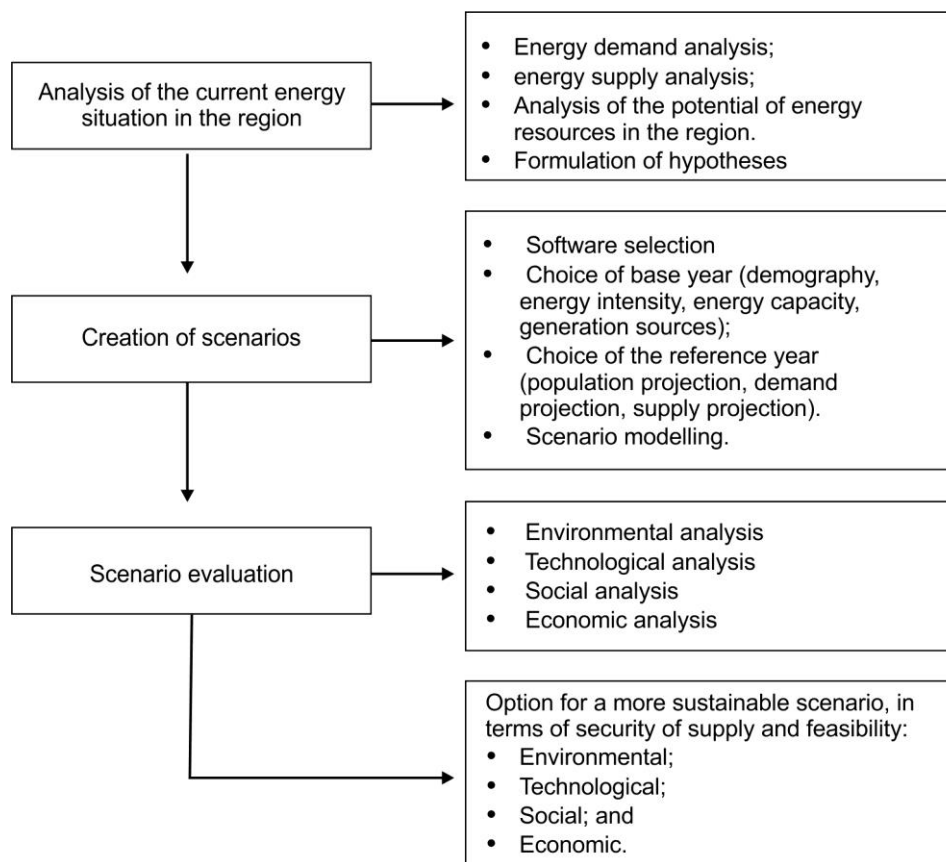 Analysis of the current energy
situation in the region
• Energy demand analysis;
• energy supply analysis;
• Analysis of the potential of energy
resources in the region.
• Formulation of hypotheses
Creation of scenarios
• Software selection
• Choice of base year (demography,
energy intensity, energy capacity,
generation sources);
• Choice of the reference year
(population projection, demand
projection, supply projection).
• Scenario modelling.
Scenario evaluation
• Environmental analysis
• Technological analysis
• Social analysis
• Economic analysis
Option for a more sustainable scenario, in
terms of security of supply and feasibility:
• Environmental;
• Technological;
• Social; and
• Economic.